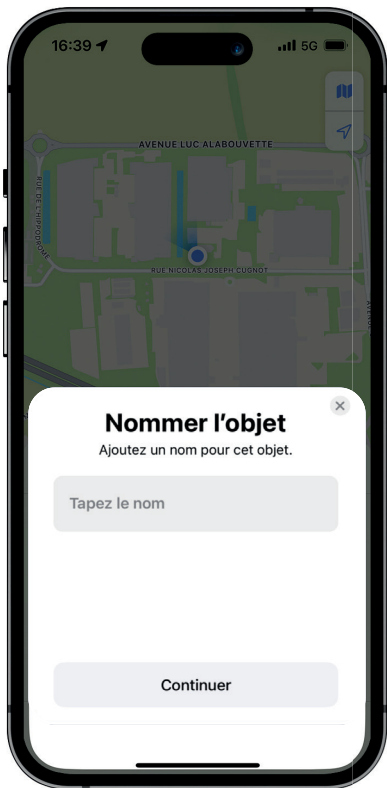 16:39
5G
AVENUE LUC ALABOUVETTE
RUE DE L'HIPPODROME
RUE NICOLAS JOSEPH CUGNOT
Nommer l'objet
Ajoutez un nom pour cet objet.
Tapez le nom
Continuer